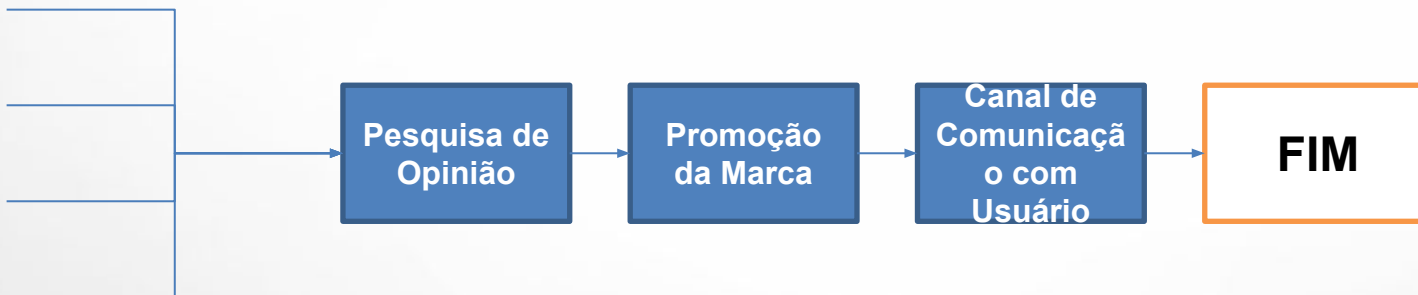 Pesquisa de
Opinião
Promoção
da Marca
Canal de
Comunicaçã
o com
Usuário
FIM